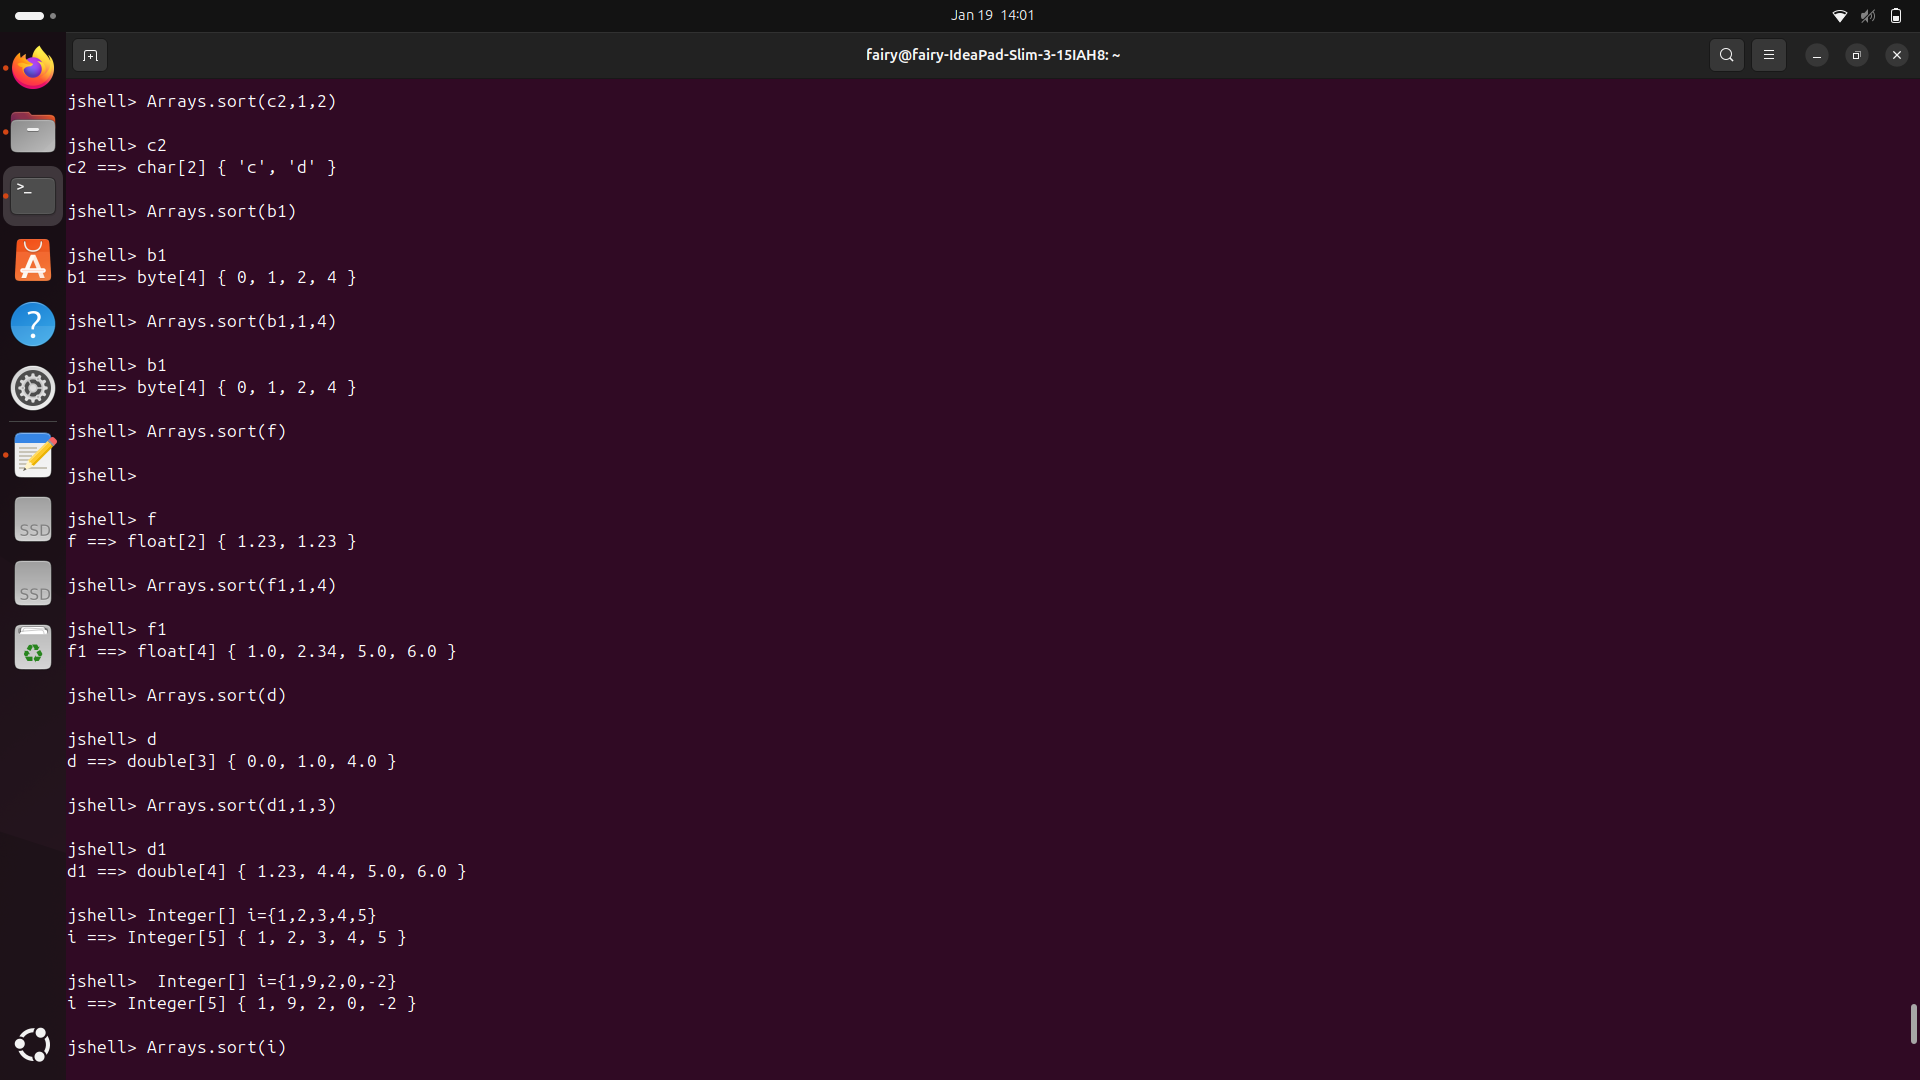 Jan 19 14:01
fairy@fairy-IdeaPad-Slim-3-15IAH8: ~
jshell> Arrays.sort(c2,1,2)
jshell> c2
c2 ==> char[2] { 'c', 'd' }
jshell> Arrays.sort(b1)
jshell> b1
b1 ==> byte[4] { 0, 1, 2, 4 }
jshell> Arrays.sort(b1,1,4)
jshell> b1
b1 ==> byte[4] { 0, 1, 2, 4 }
jshell> Arrays.sort(f)
jshell>
jshell> f
f ==> float[2] { 1.23, 1.23 }
jshell> Arrays.sort(f1,1,4)
jshell> f1
f1 ==> float[4] { 1.0, 2.34, 5.0, 6.0 }
jshell> Arrays.sort(d)
jshell> d
d ==> double[3] { 0.0, 1.0, 4.0 }
jshell> Arrays.sort(d1,1,3)
jshell> d1
d1 ==> double[4] { 1.23, 4.4, 5.0, 6.0 }
jshell> Integer[] i={1,2,3,4,5}
i ==> Integer[5] { 1, 2, 3, 4, 5 }
jshell>  Integer[] i={1,9,2,0,-2}
i ==> Integer[5] { 1, 9, 2, 0, -2 }
jshell> Arrays.sort(i)
>_
A
?
SSD
SSD